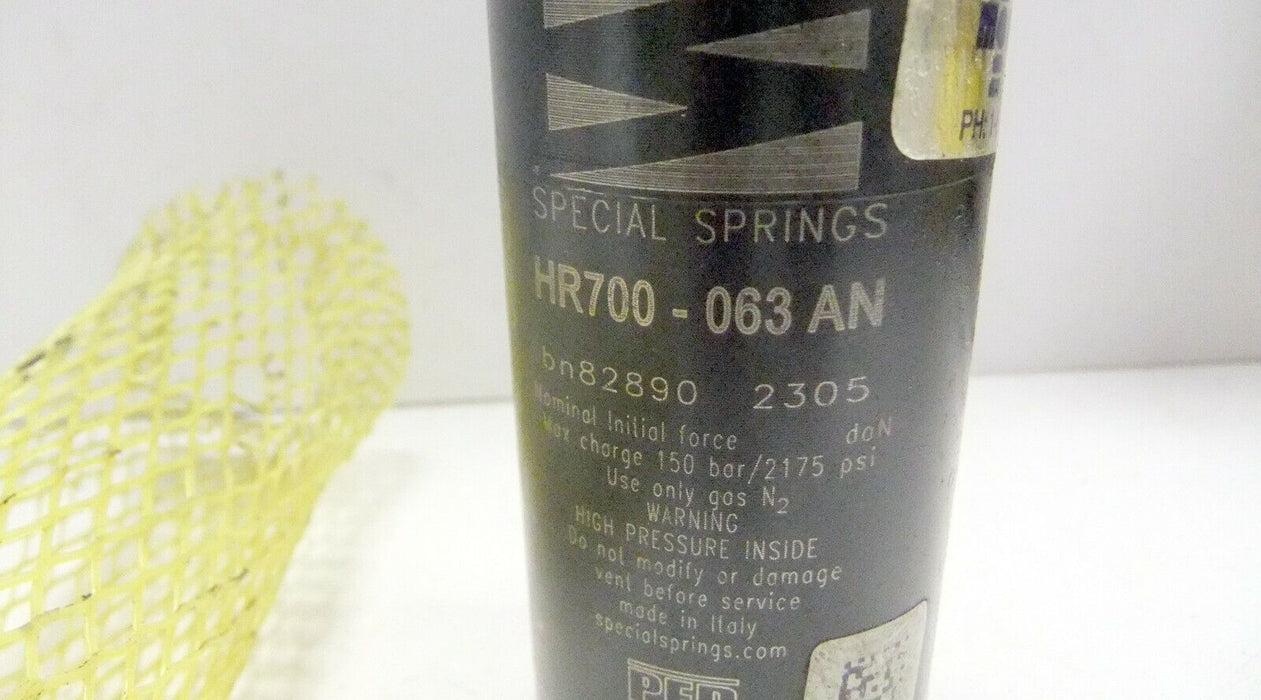 PH:1
SPECIAL SPRINGS
HR700 - 063 AN
bn82890 2305
Nominal Initial force daN
Max charge 150 bar/2175 psi
Use only gas N₂
WARNING
HIGH PRESSURE INSIDE
Do not modify or damage
vent before service
made in Italy
specialsprings.com
PED